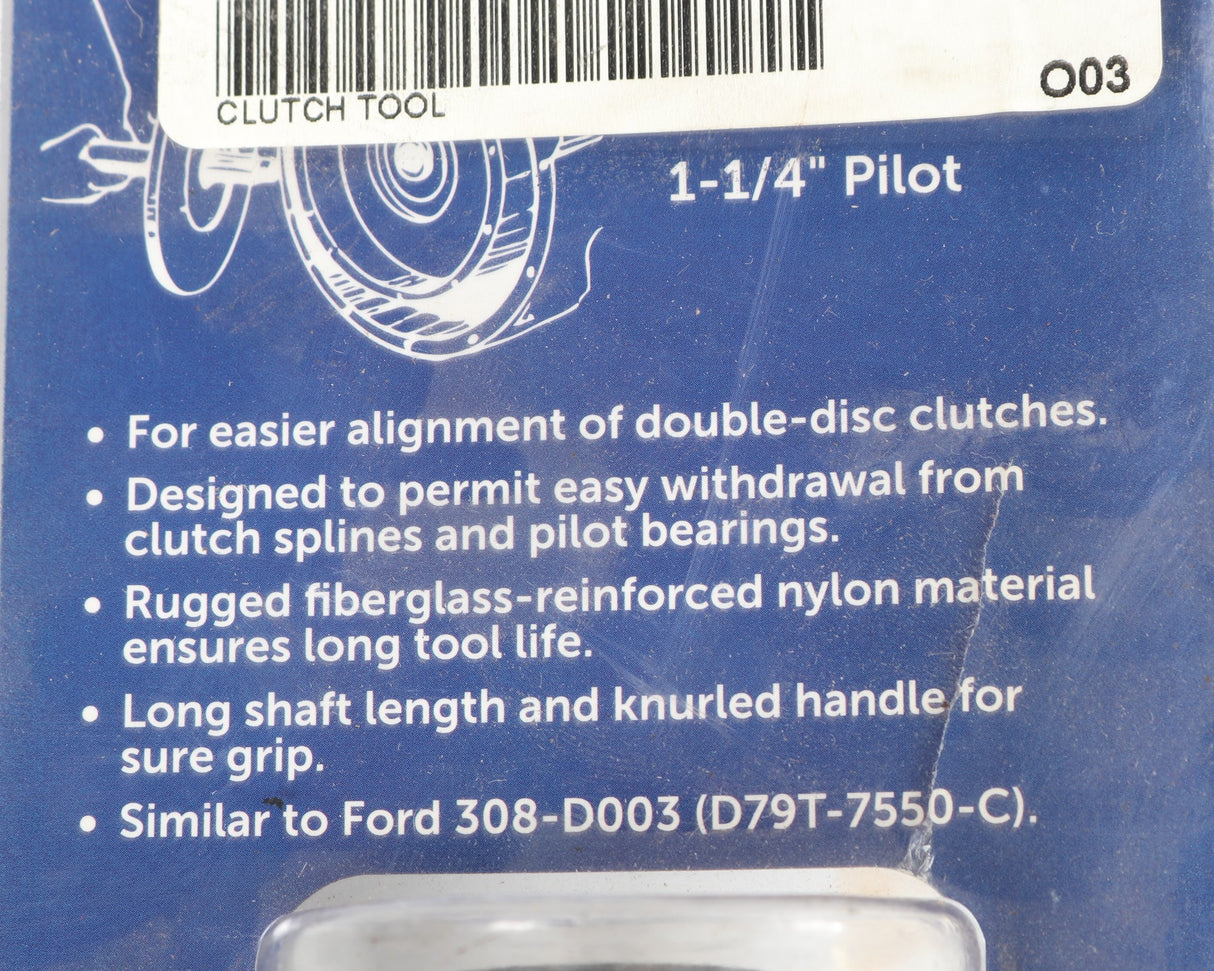 CLUTCH TOOL
O03
1-1/4" Pilot
• For easier alignment of double-disc clutches.
• Designed to permit easy withdrawal from
clutch splines and pilot bearings.
• Rugged fiberglass-reinforced nylon material
ensures long tool life.
• Long shaft length and knurled handle for
sure grip.
• Similar to Ford 308-D003 (D79T-7550-C).